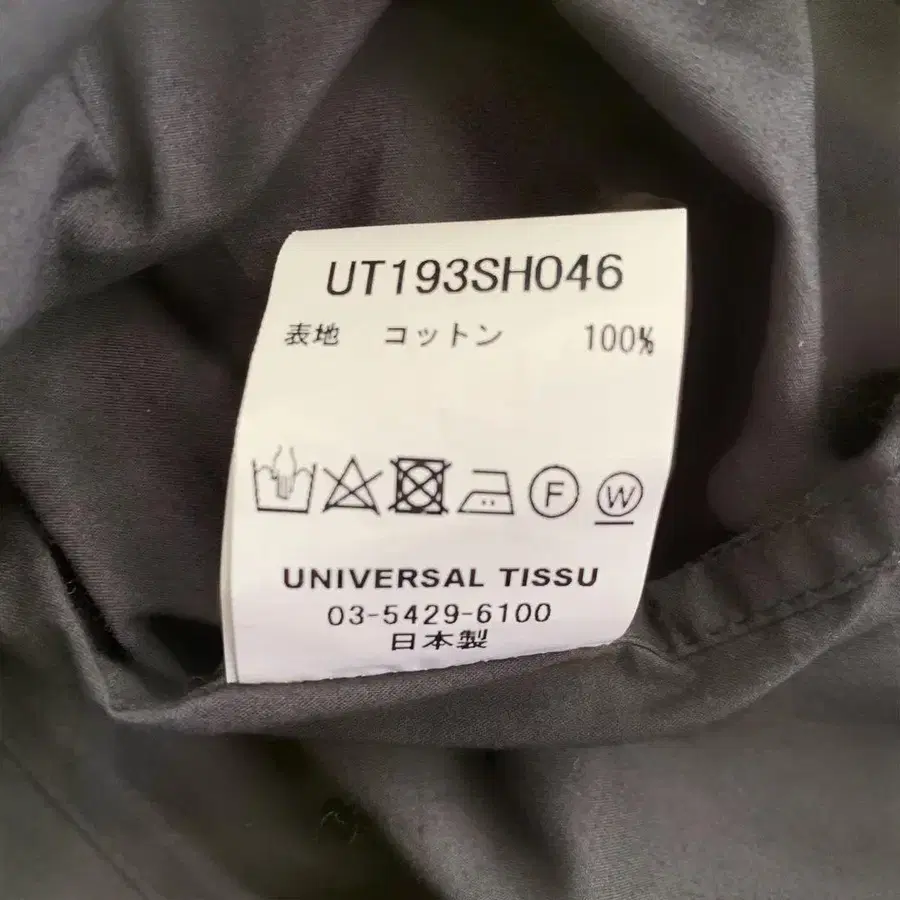 UT193SH046
表地 コットン 100%
F W
UNIVERSAL TISSU
03-5429-6100
日本製